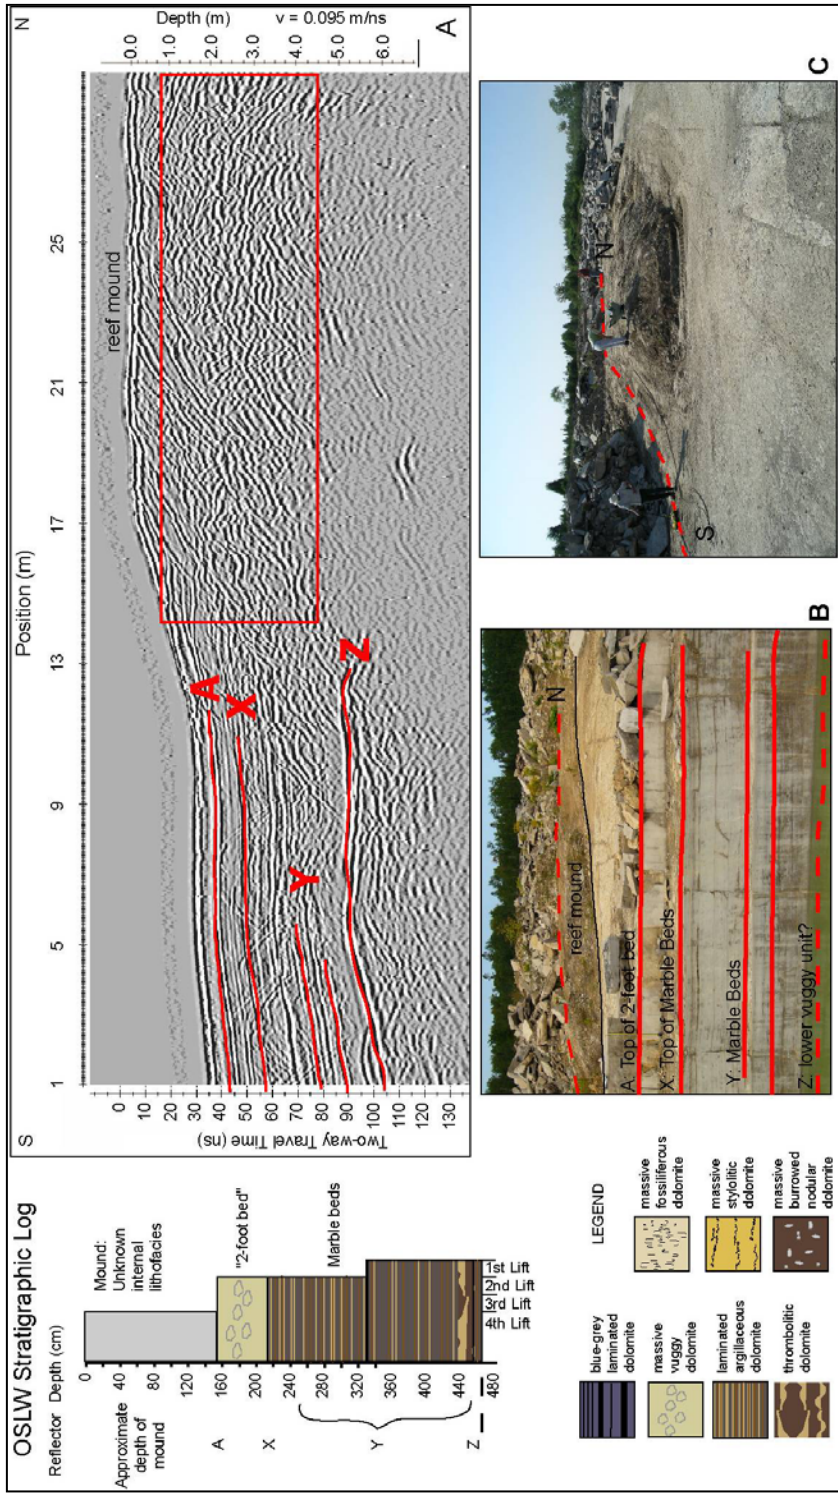 OSLW Stratigraphic Log
Reflector Depth (cm)
Approximate
depth of
mound
A
X
Y
Z
0
40
80
120
160
200
250
300
360
400
440
480
Mound:
Unknown
internal
lithofacies
"2-foot bed"
Marble beds
1st Lift
2nd Lift
3rd Lift
4th Lift
LEGEND
blue-grey
laminated
dolomite
massive
fossiliferous
dolomite
massive
vuggy
dolomite
massive
stylolitic
dolomite
laminated
argillaceous
dolomite
massive
burrowed
nodular
dolomite
thrombolitic
dolomite
S
Position (m)
N
1
5
9
13
17
21
25
Two-way Travel Time (ns)
0
10
20
30
40
50
60
70
80
90
100
110
120
130
Depth (m)
v = 0.095 m/ns
0.0
1.0
2.0
3.0
4.0
5.0
6.0
reef mound
A
X
Y
Z
A
reef mound
N
A: Top of 2-foot bed
X: Top of Marble Beds
Y: Marble Beds
Z: lower vuggy unit?
B
S
N
C